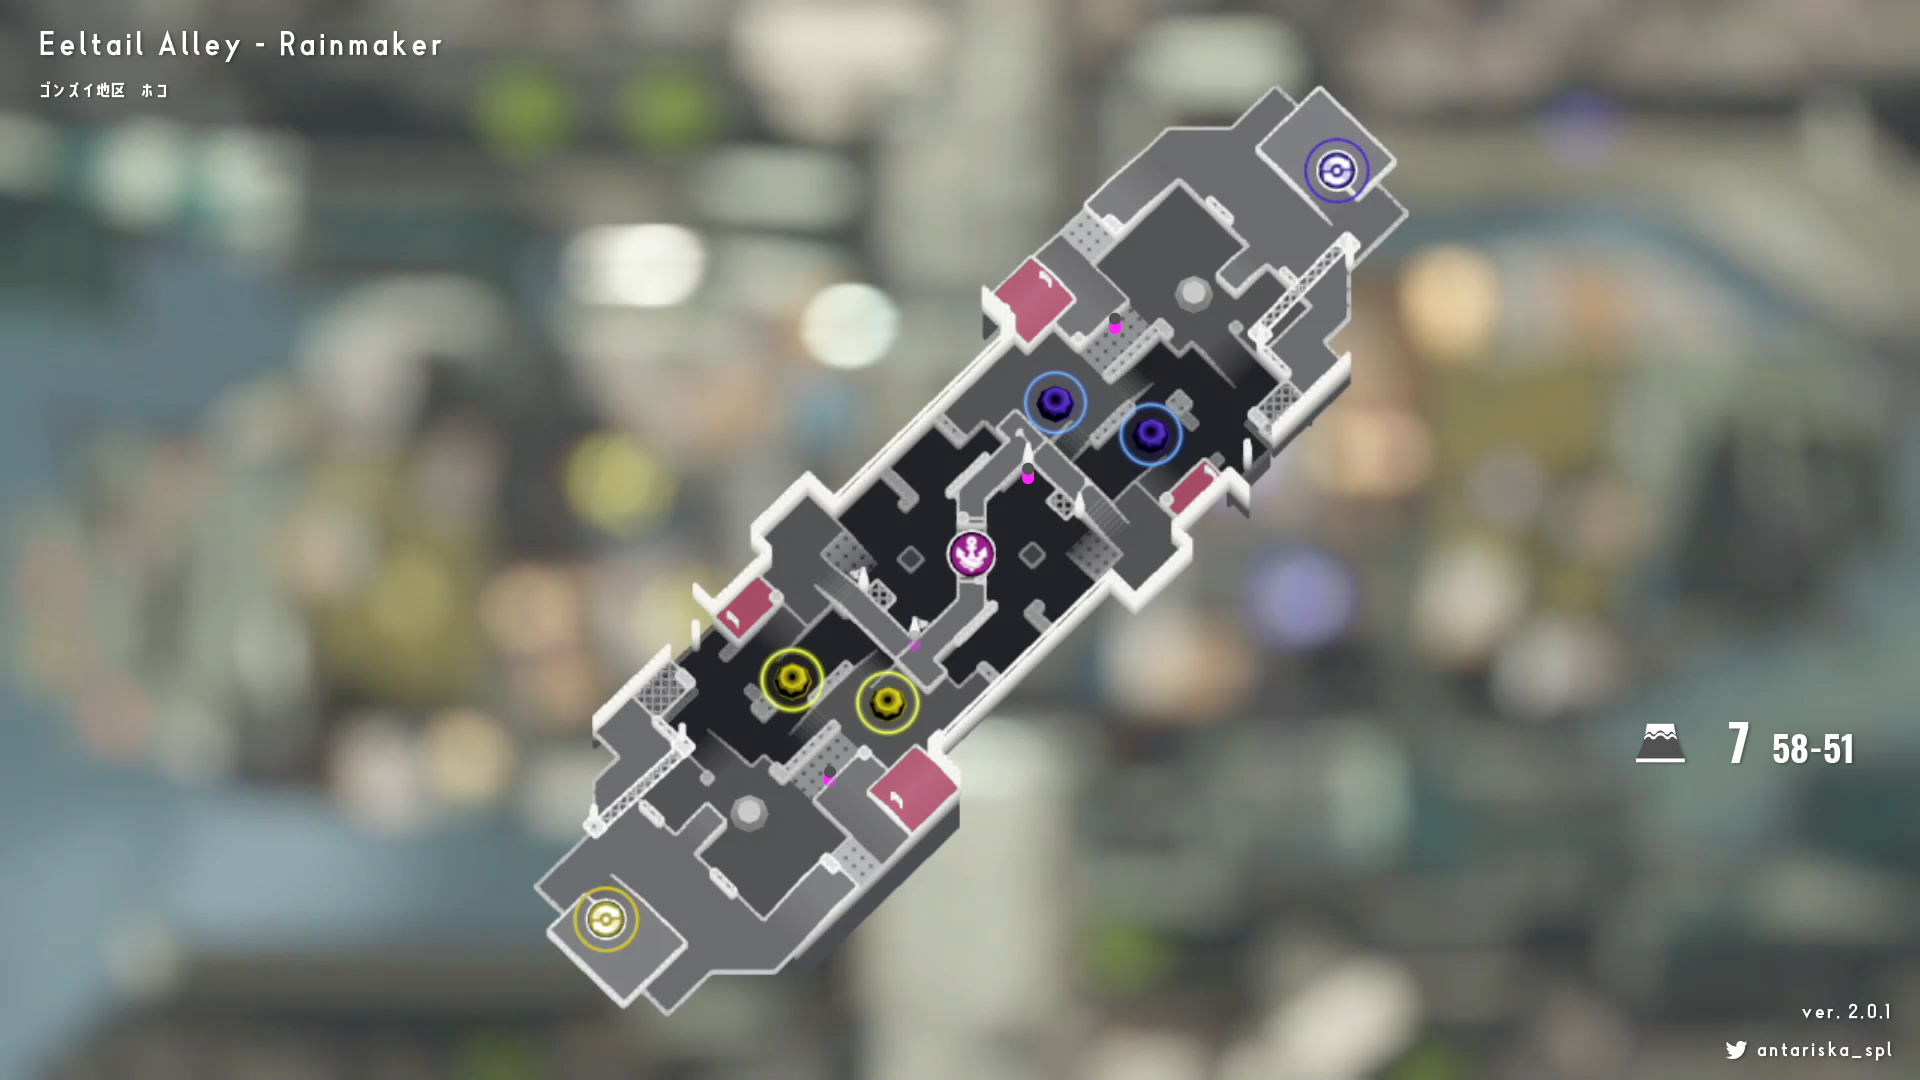 Eeltail Alley - Rainmaker
ゴンズイ地区 ホコ
7 58-51
ver. 2.0.1
antariska_spl